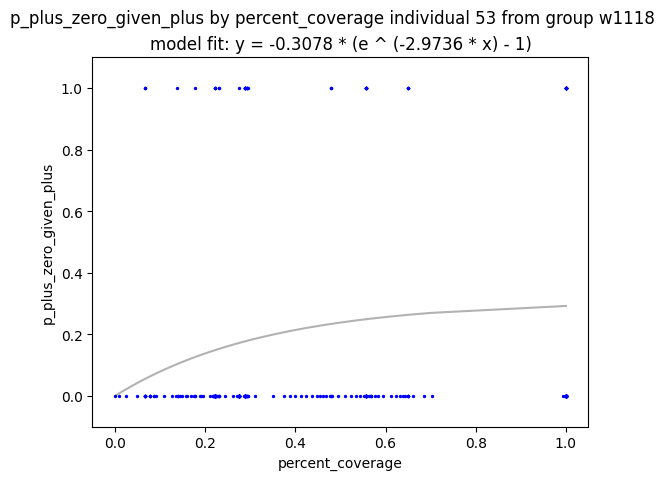 p_plus_zero_given_plus by percent_coverage individual 53 from group w1118
model fit: y = -0.3078 * (e ^ (-2.9736 * x) - 1)
1.0
0.8
0.6
0.4
0.2
0.0
p_plus_zero_given_plus
0.0 0.2 0.4 0.6 0.8 1.0
percent_coverage